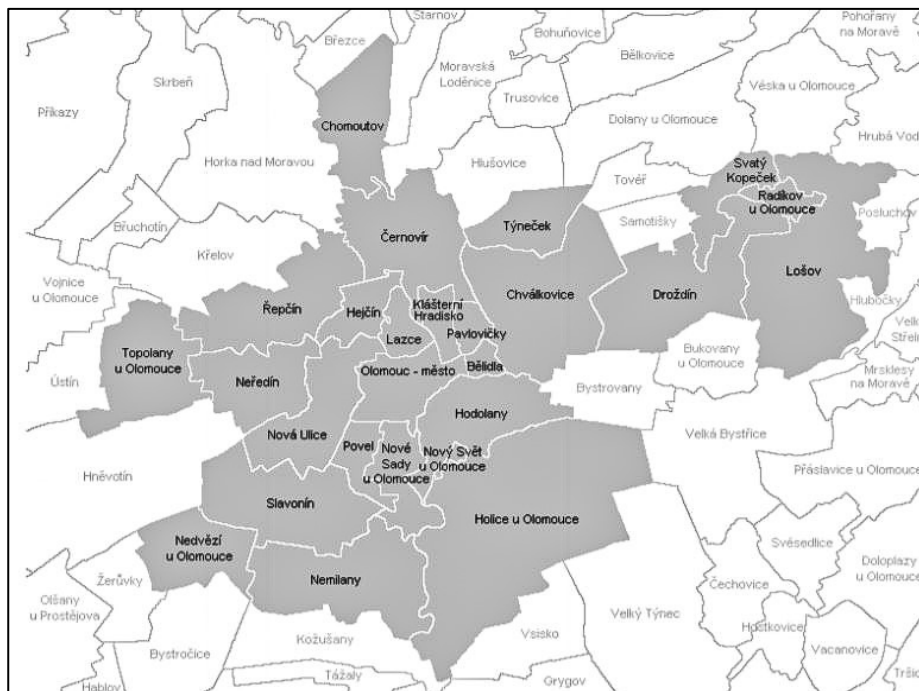 Štarnov
Březce
Bohuňovice
Pohořany
na Moravě
Skrbeň
Moravská
Loděnice
Bělkovice
Věska u Olomouce
Trusovice
Příkazy
Chomoutov
Dolany u Olomouce
Hrubá Vod
Horka nad Moravou
Hlušovice
Tovéř
Svatý
Kopeček
Radíkov
u Olomouce
Posluchov
Břuchotín
Týneček
Samotišky
Černovír
Křelov
Lošov
Vojnice
u Olomouce
Chválkovice
Droždín
Hlubočky
Řepčín
Hejčín
Klášterní
Hradisko
Lazce
Pavlovičky
Velk
Střeln
Topolany
u Olomouce
Bukovany
u Olomouce
Ústín
Neředín
Olomouc - město
Bělidla
Mrsklesy
na Moravě
Bystrovany
Hodolany
Velká Bystřice
Nová Ulice
Povel
Nové
Sady
u Olomouce
Nový Svět
u Olomouce
Hněvotín
Přáslavice u Olomouce
Slavonín
Holice u Olomouce
Nedvězí
u Olomouce
Svésedlice
Doloplazy
u Olomouce
Žerůvky
Nemilany
Čechovice
Olšany
u Prostějova
Velký Týnec
Hostkovice
Kožušany
Vsisko
Vacanovice
Bystročice
Tážaly
Grygov
Tršic
Hablov